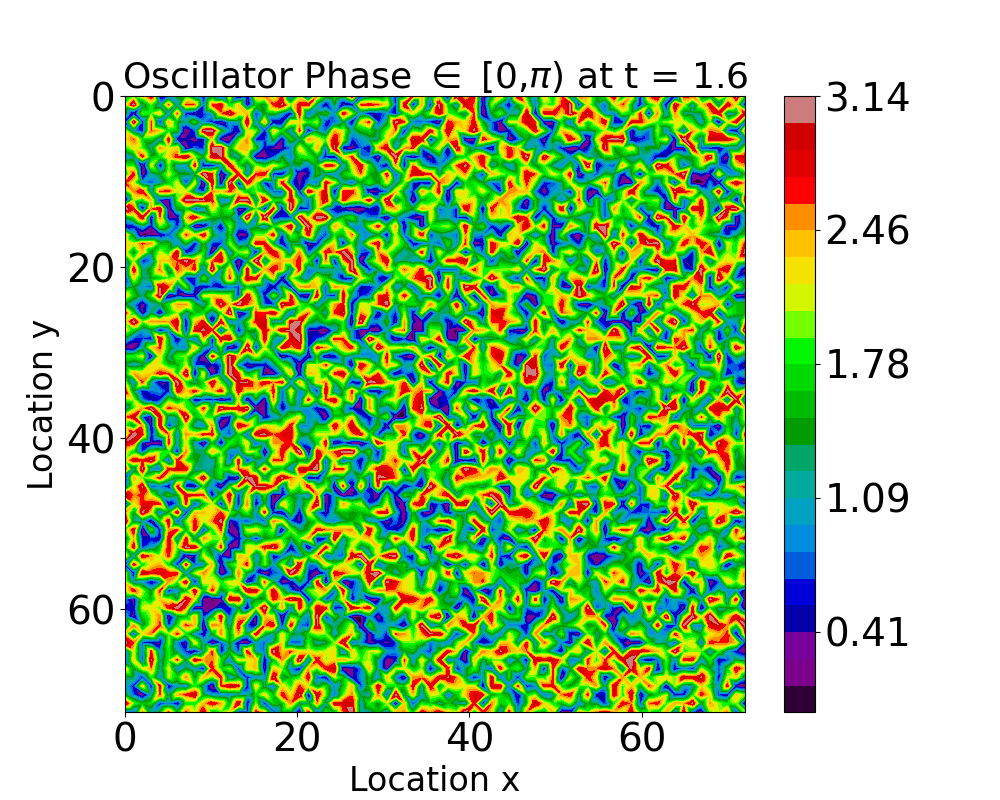 Oscillator Phase ∈ [0,π) at t = 1.6
0
20
40
60
Location y
0 20 40 60
Location x
3.14
2.46
1.78
1.09
0.41